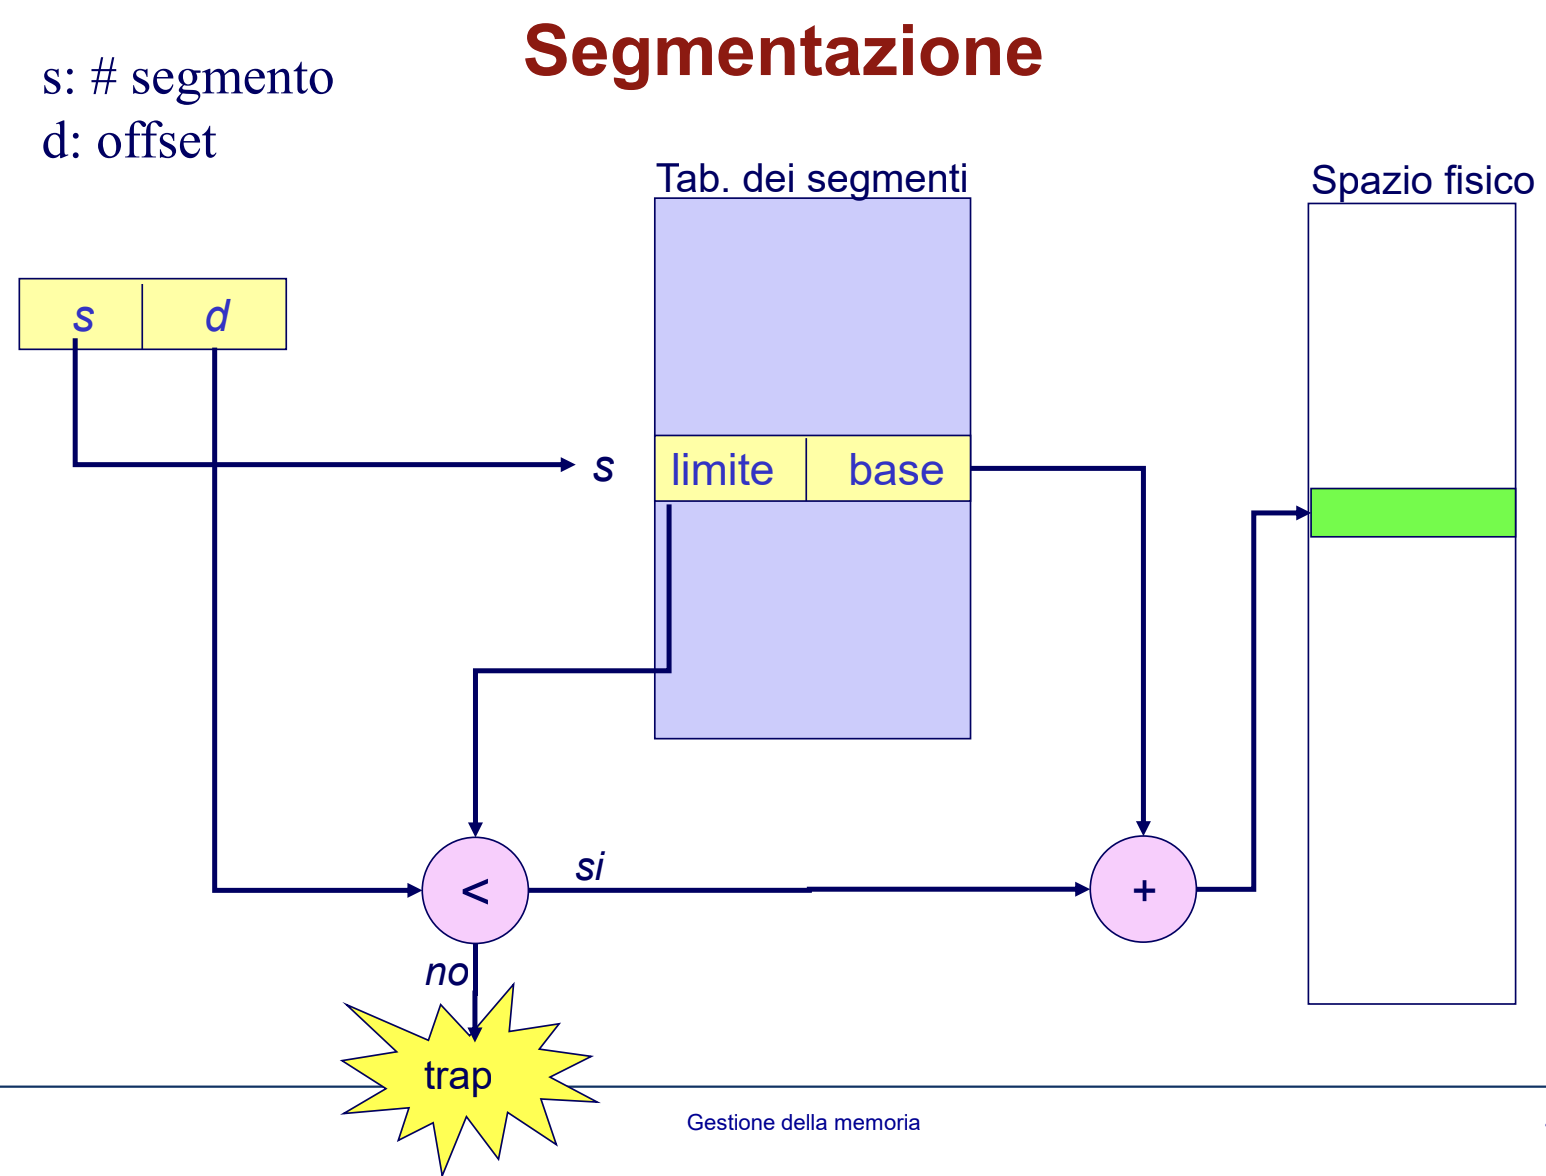 Segmentazione
s: # segmento
d: offset
Tab. dei segmenti
Spazio fisico
s d
s
limite base
<
si
+
no
trap
Gestione della memoria